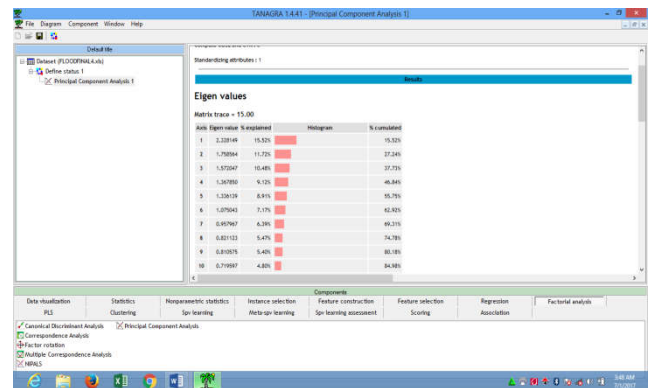 TANAGRA 1.4.41 - [Principal Component Analysis 1]
File Diagram Component Window Help
Default title
Dataset (FLOODFINAL4.xls)
Define status 1
Principal Component Analysis 1
Standardizing attributes : 1
Results
Eigen values
Matrix trace = 15.00
Axis Eigen value % explained Histogram % cumulated
1 2.328149 15.52% 15.52%
2 1.758564 11.72% 27.24%
3 1.572047 10.48% 37.73%
4 1.367850 9.12% 46.84%
5 1.336139 8.91% 55.75%
6 1.075043 7.17% 62.92%
7 0.957967 6.39% 69.31%
8 0.821123 5.47% 74.78%
9 0.810575 5.40% 80.18%
10 0.719597 4.80% 84.98%
Components
Data visualization Statistics Nonparametric statistics Instance selection Feature construction Feature selection Regression Factorial analysis
PLS Clustering Spv learning Meta-spv learning Spv learning assessment Scoring Association
Canonical Discriminant Analysis Principal Component Analysis
Correspondence Analysis
Factor rotation
Multiple Correspondence Analysis
NIPALS
3:48 AM
7/1/2017